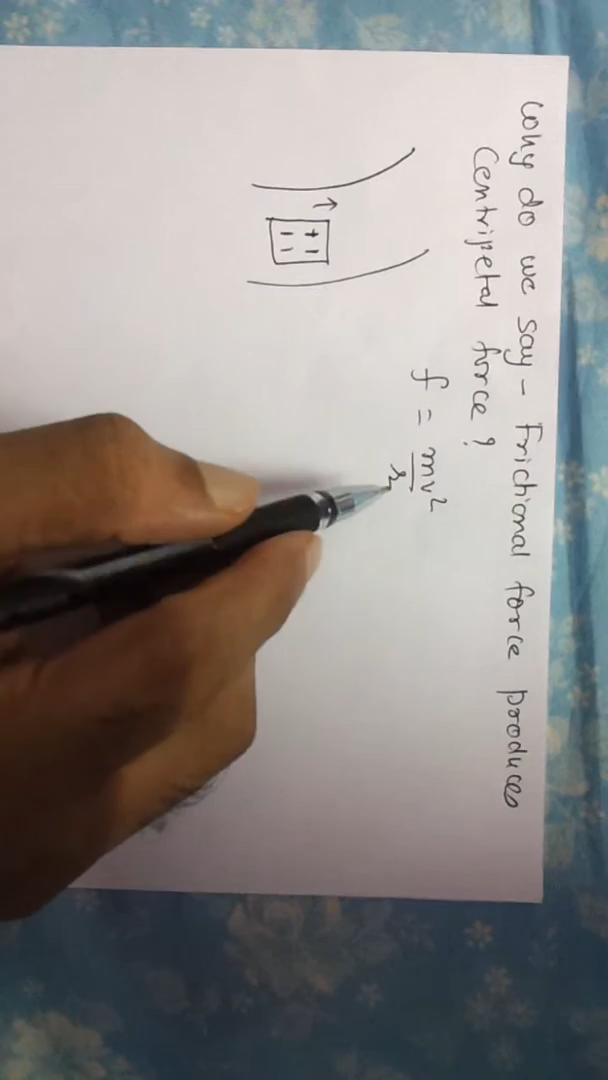 Why do we say - Frictional force produces
Centripetal force?
f = mv²
r